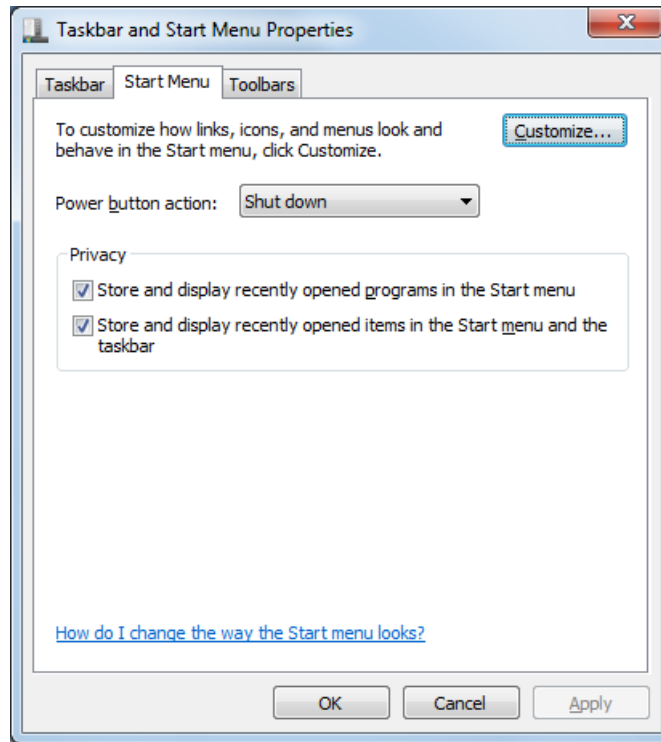 Taskbar and Start Menu Properties
Taskbar
Start Menu
Toolbars
To customize how links, icons, and menus look and
behave in the Start menu, click Customize.
Customize...
Power button action:
Shut down
Privacy
Store and display recently opened programs in the Start menu
Store and display recently opened items in the Start menu and the
taskbar
How do I change the way the Start menu looks?
OK
Cancel
Apply